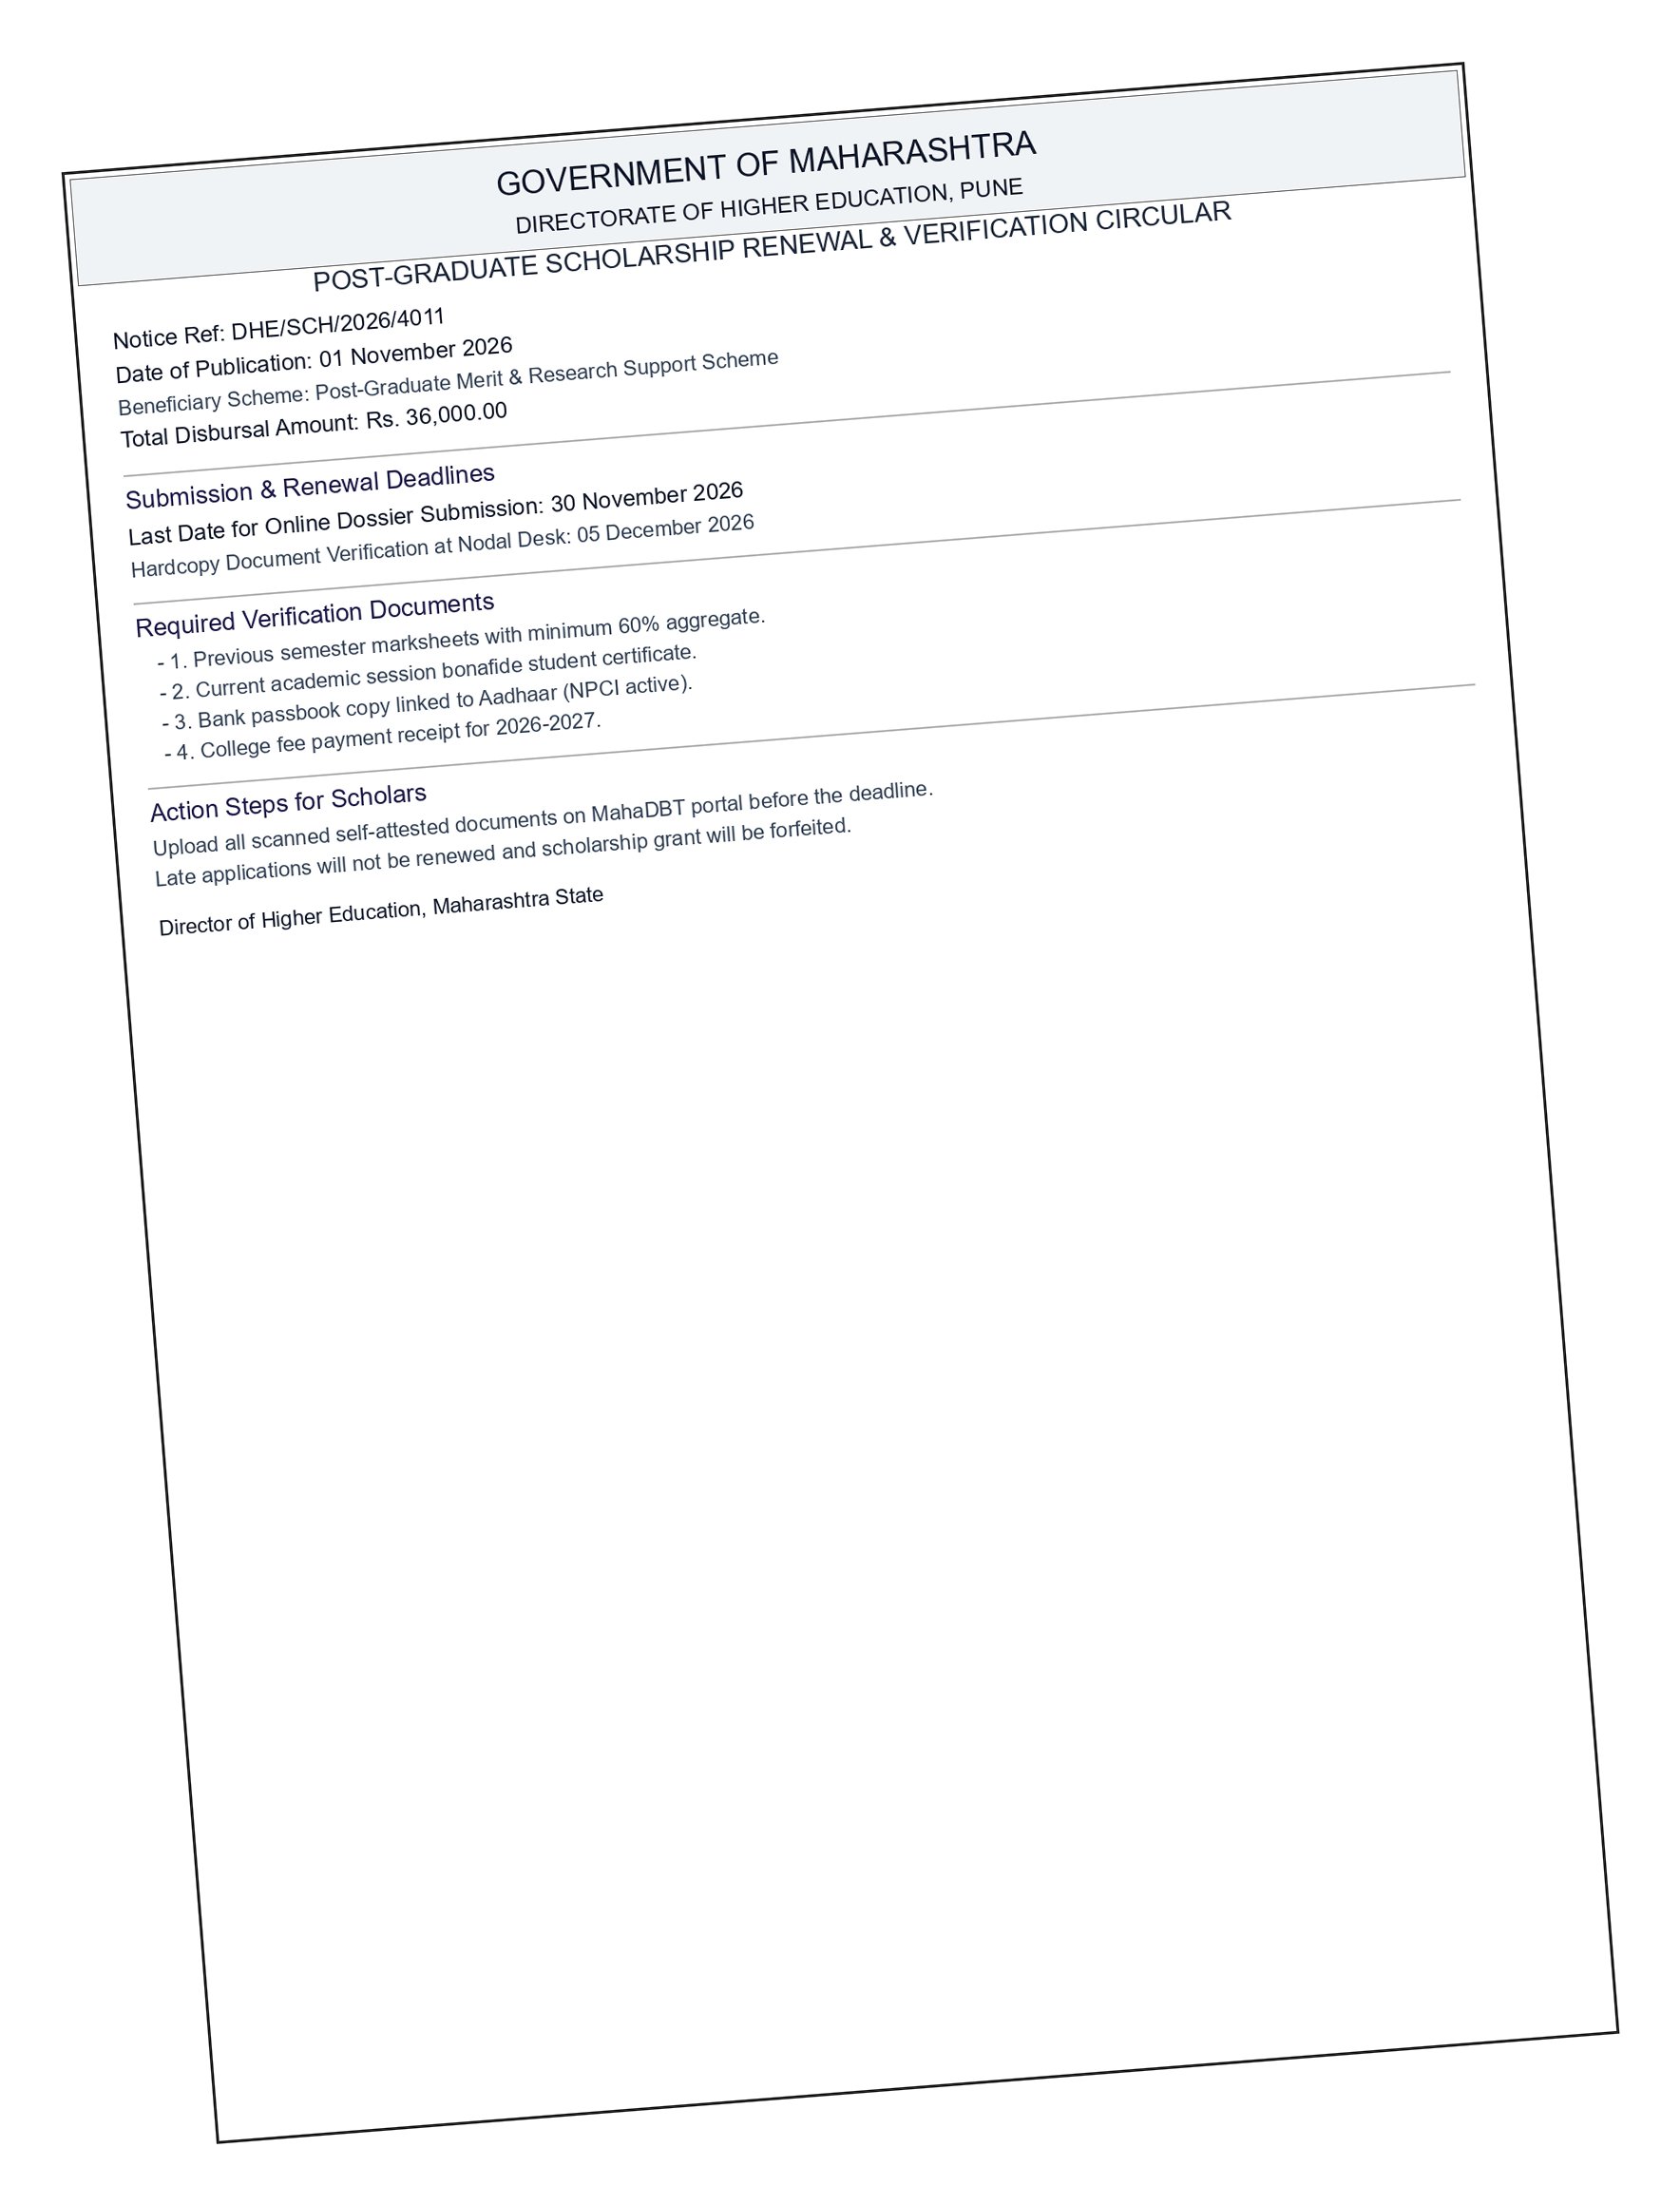 GOVERNMENT OF MAHARASHTRA
DIRECTORATE OF HIGHER EDUCATION, PUNE
POST-GRADUATE SCHOLARSHIP RENEWAL & VERIFICATION CIRCULAR
Notice Ref: DHE/SCH/2026/4011
Date of Publication: 01 November 2026
Beneficiary Scheme: Post-Graduate Merit & Research Support Scheme
Total Disbursal Amount: Rs. 36,000.00
Submission & Renewal Deadlines
Last Date for Online Dossier Submission: 30 November 2026
Hardcopy Document Verification at Nodal Desk: 05 December 2026
Required Verification Documents
- 1. Previous semester marksheets with minimum 60% aggregate.
- 2. Current academic session bonafide student certificate.
- 3. Bank passbook copy linked to Aadhaar (NPCI active).
- 4. College fee payment receipt for 2026-2027.
Action Steps for Scholars
Upload all scanned self-attested documents on MahaDBT portal before the deadline.
Late applications will not be renewed and scholarship grant will be forfeited.
Director of Higher Education, Maharashtra State